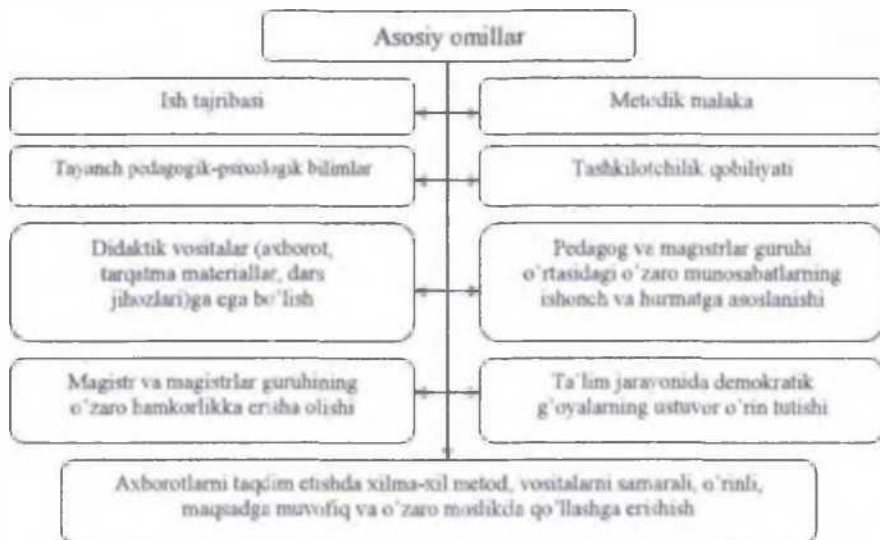 Asosiy omillar
Ish tajribasi
Metodik malaka
Tayanch pedagogik-psixologik bilimlar
Tashkilotchilik qobiliyati
Didaktik vositalar (axborot,
tarqatma materiallar, dars
jihozlari)ga ega bo'lish
Pedagog va magistrlar guruhi
o'rtasidagi o'zaro munosabatlarning
ishonch va hurmatga asoslanishi
Magistr va magistrlar guruhining
o'zaro hamkorlikka erisha olishi
Ta'lim jarayonida demokratik
g'oyalarning ustuvor o'rin tutishi
Axborotlarni taqdim etishda xilma-xil metod, vositalarni samarali, o'rinli,
maqsadga muvofiq va o'zaro moslikda qo'llashga erishish